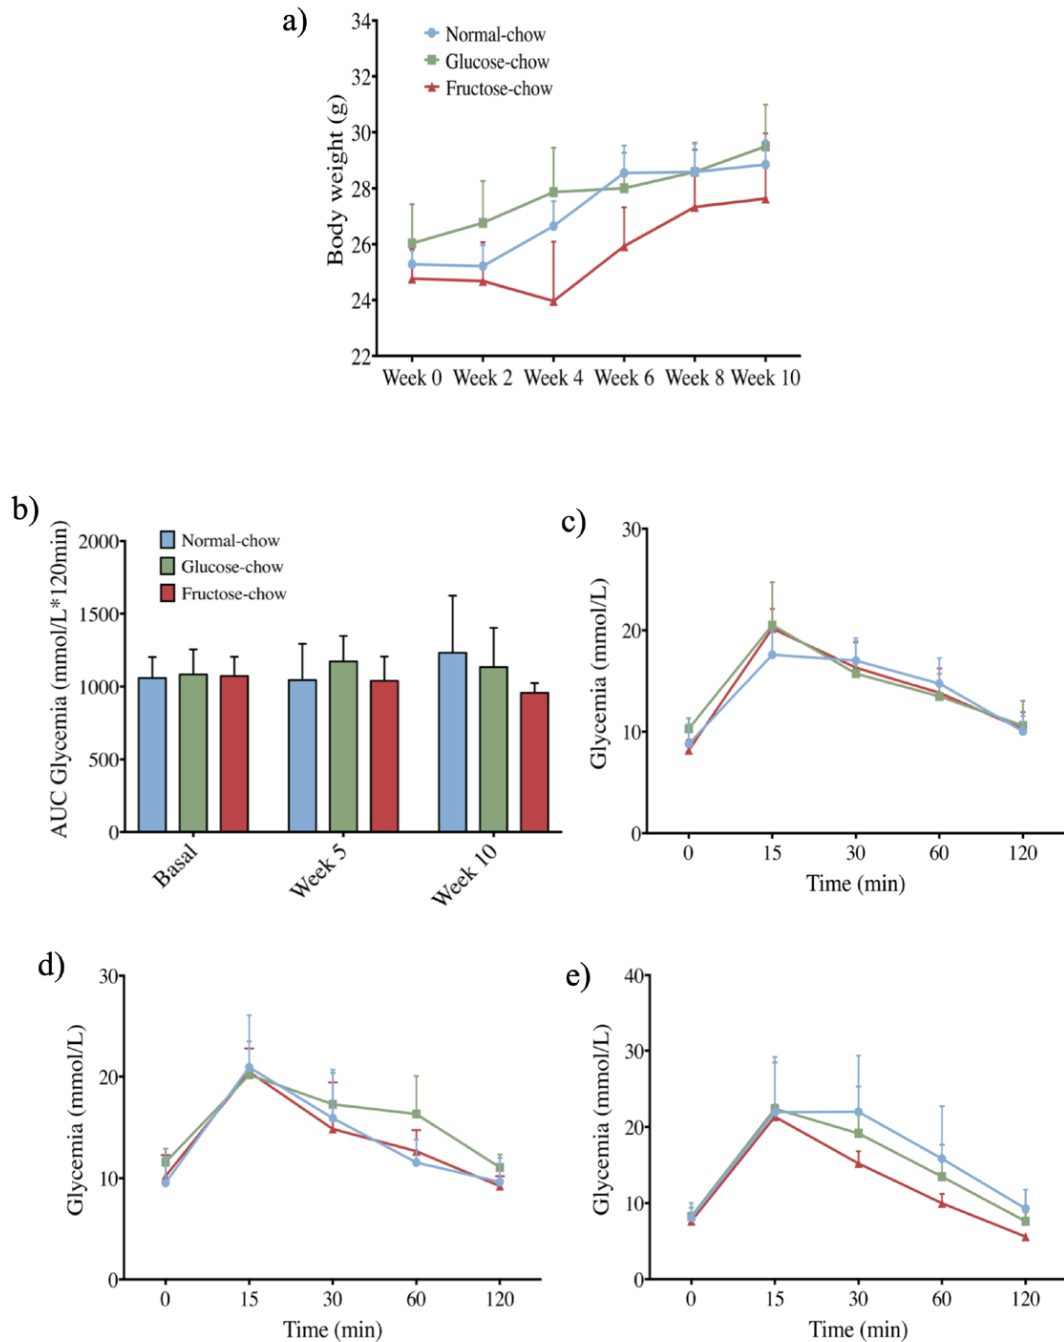 a)
Body weight (g)
34
32
30
28
26
24
22
Normal-chow
Glucose-chow
Fructose-chow
Week 0 Week 2 Week 4 Week 6 Week 8 Week 10
b)
AUC Glycemia (mmol/L*120min)
2000
1500
1000
500
0
Normal-chow
Glucose-chow
Fructose-chow
Basal
Week 5
Week 10
c)
Glycemia (mmol/L)
30
20
10
0
0 15 30 60 120
Time (min)
d)
Glycemia (mmol/L)
30
20
10
0
0 15 30 60 120
Time (min)
e)
Glycemia (mmol/L)
40
30
20
10
0
0 15 30 60 120
Time (min)